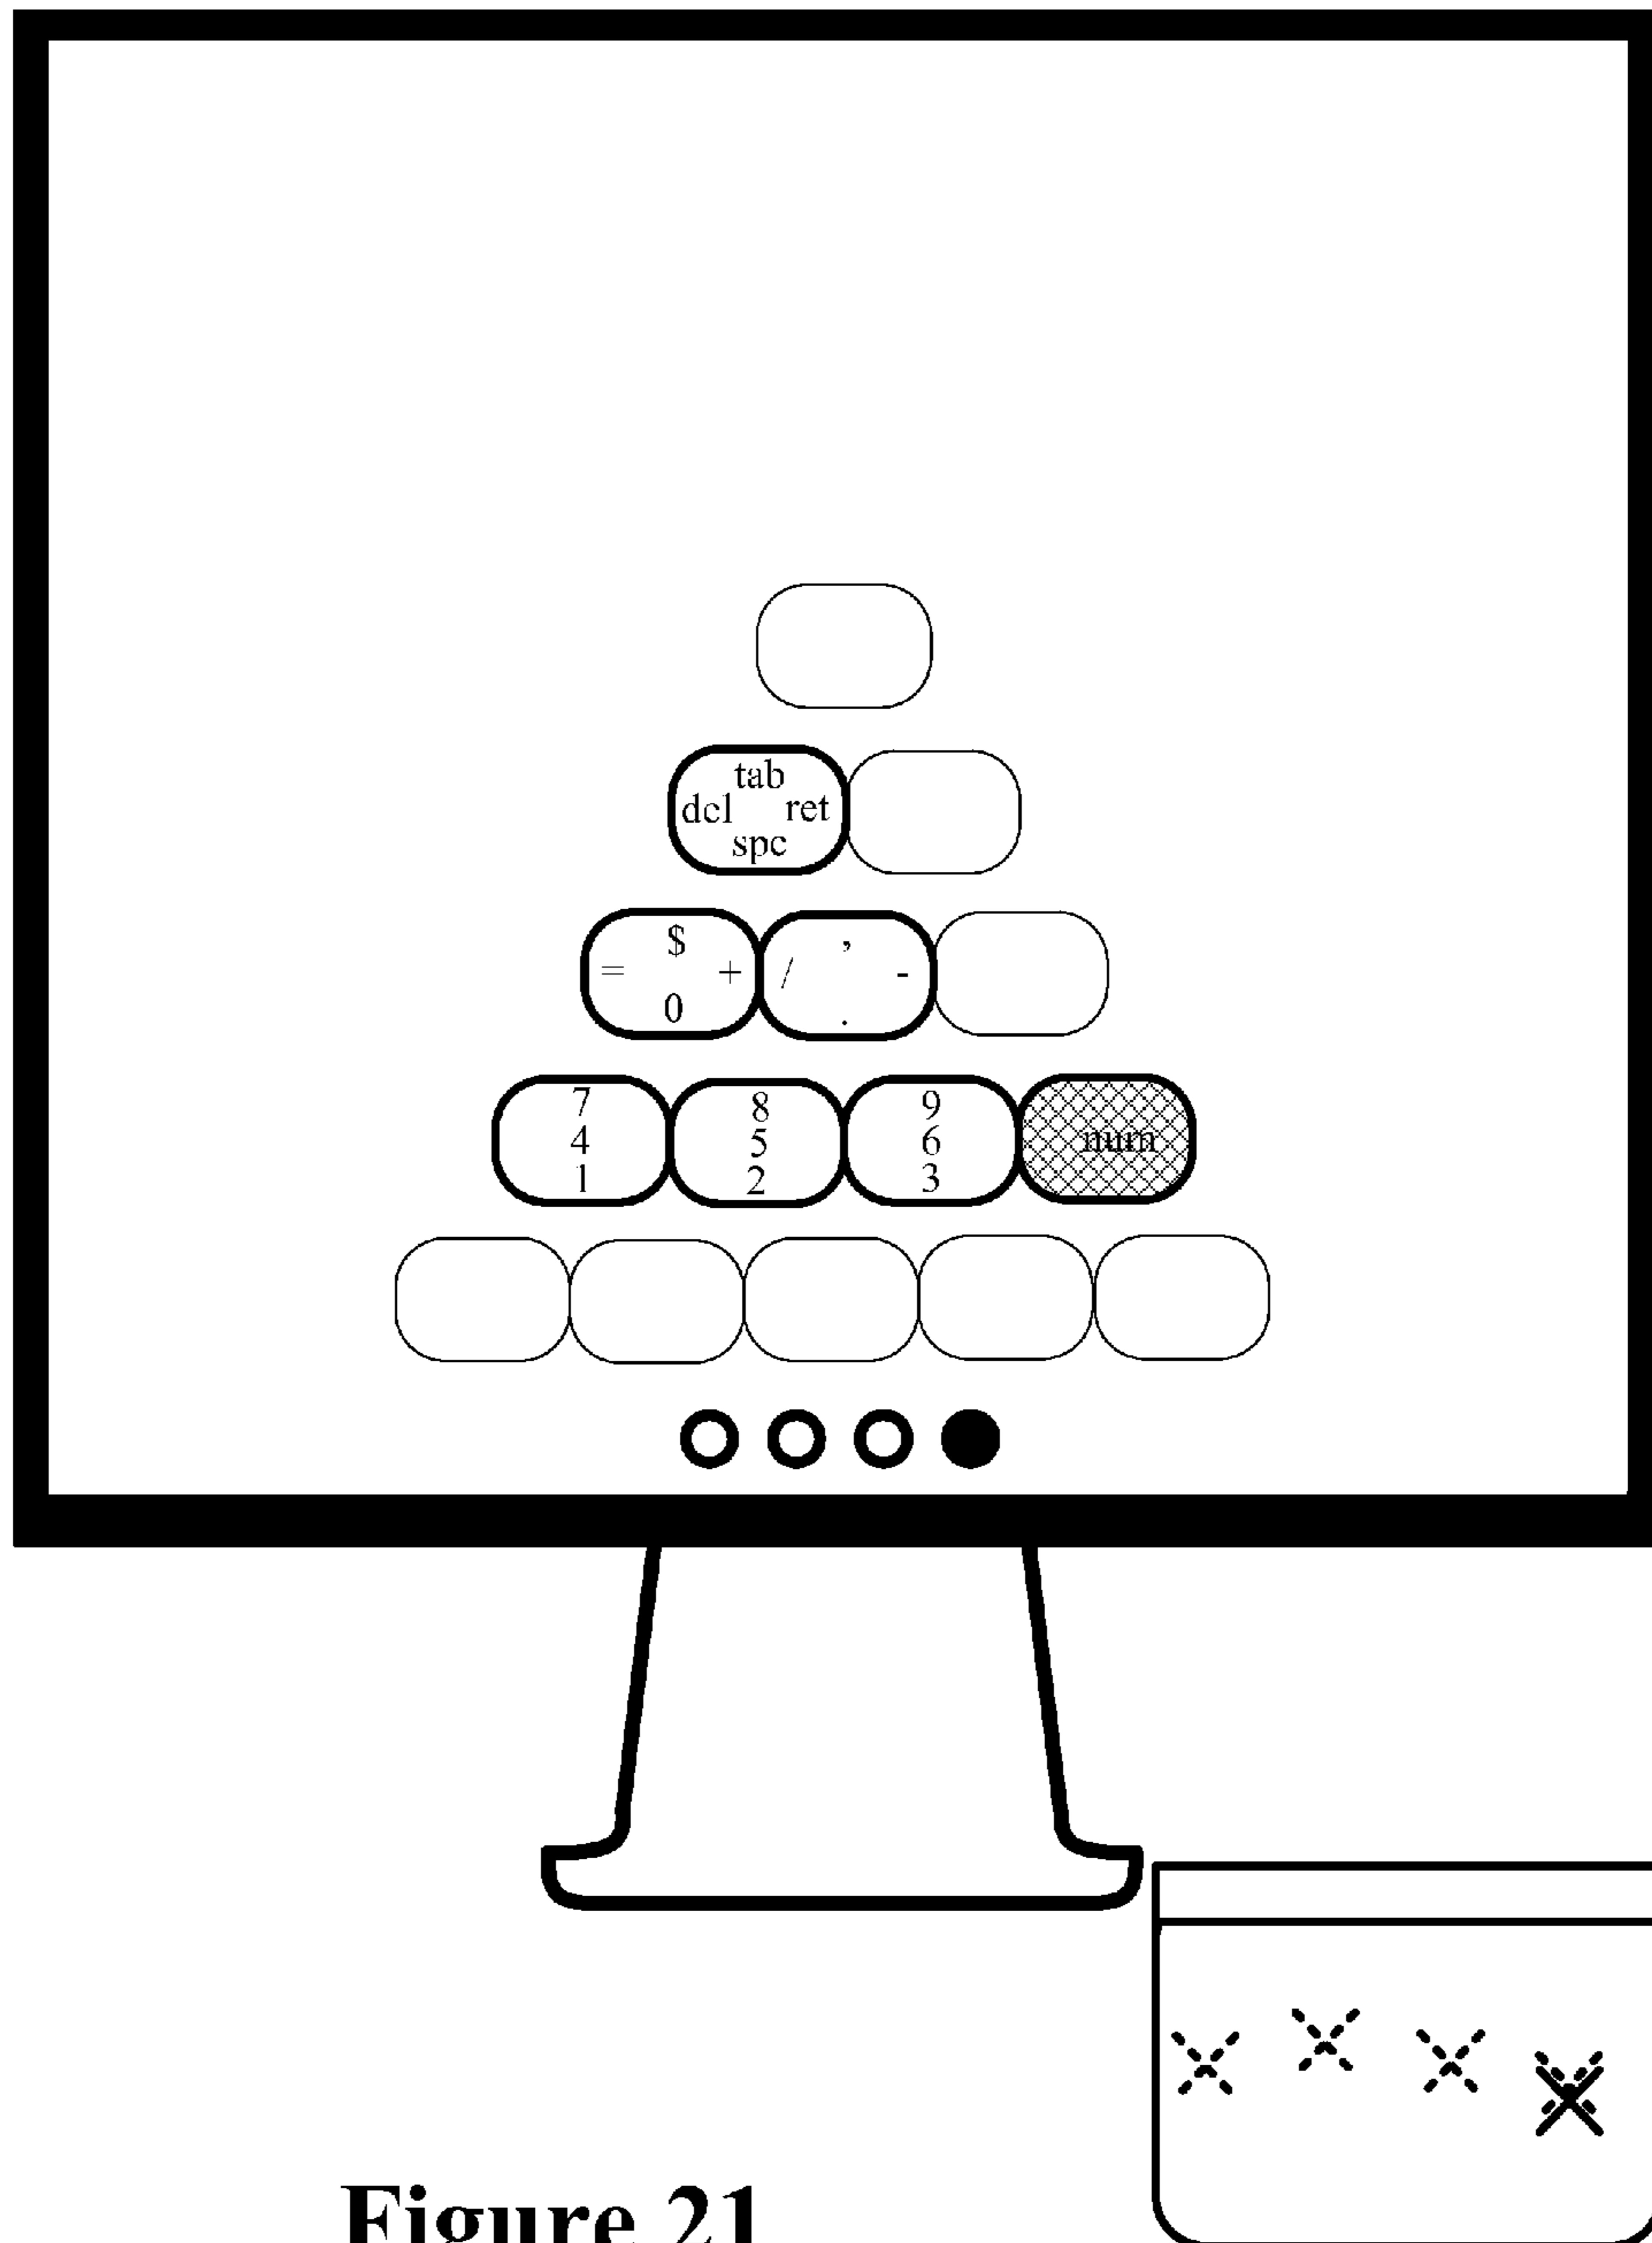 tab
dcl ret
spc
$ ,
= + / -
0 .
7 8 9
4 5 6 num
1 2 3
Figure 21